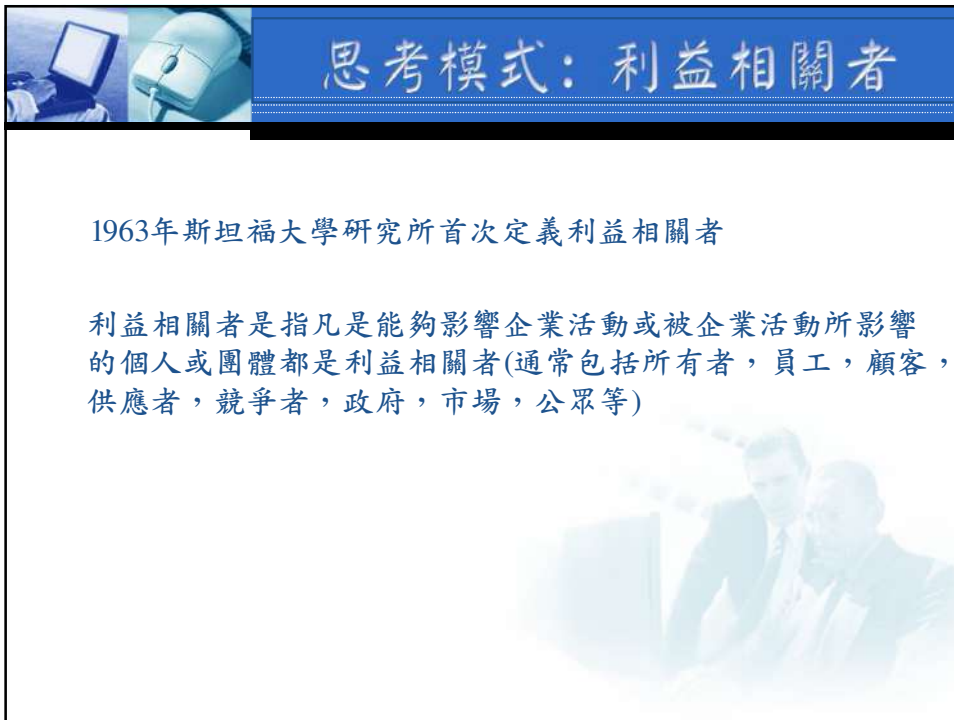 思考模式：利益相關者
1963年斯坦福大學研究所首次定義利益相關者
利益相關者是指凡是能夠影響企業活動或被企業活動所影響
的個人或團體都是利益相關者(通常包括所有者，員工，顧客，
供應者，競爭者，政府，市場，公眾等)